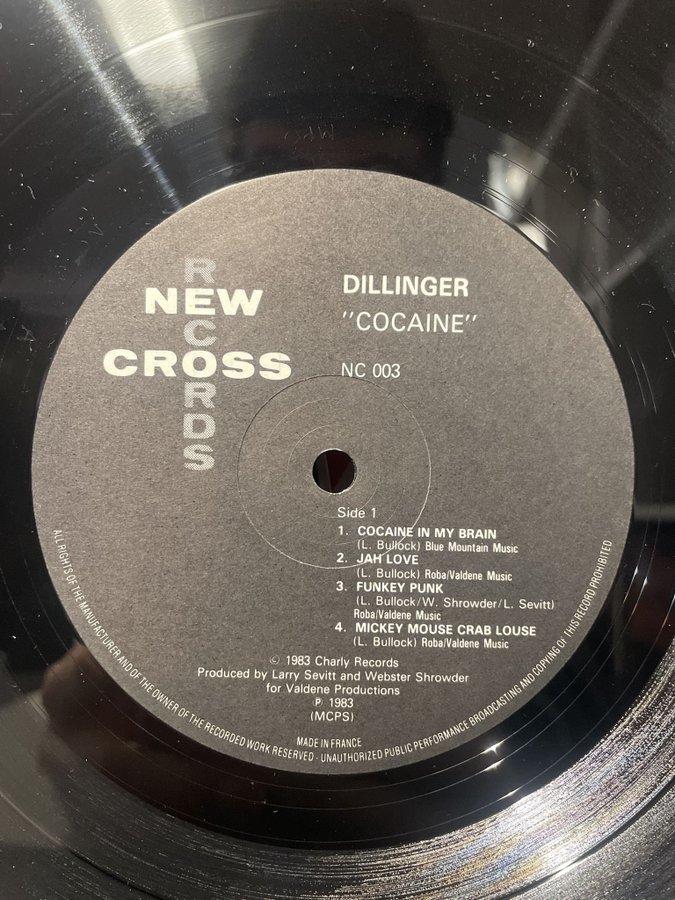 RECORDS
NEW
CROSS
DILLINGER
"COCAINE"
NC 003
Side 1
1. COCAINE IN MY BRAIN
(L. Bullock) Blue Mountain Music
2. JAH LOVE
(L. Bullock) Roba/Valdene Music
3. FUNKEY PUNK
(L. Bullock/W. Shrowder/L. Sevitt)
Roba/Valdene Music
4. MICKEY MOUSE CRAB LOUSE
(L. Bullock) Roba/Valdene Music
© 1983 Charly Records
Produced by Larry Sevitt and Webster Shrowder
for Valdene Productions
℗ 1983
(MCPS)
MADE IN FRANCE
ALL RIGHTS OF THE MANUFACTURER AND OF THE OWNER OF THE RECORDED WORK RESERVED - UNAUTHORIZED PUBLIC PERFORMANCE BROADCASTING AND COPYING OF THIS RECORD PROHIBITED